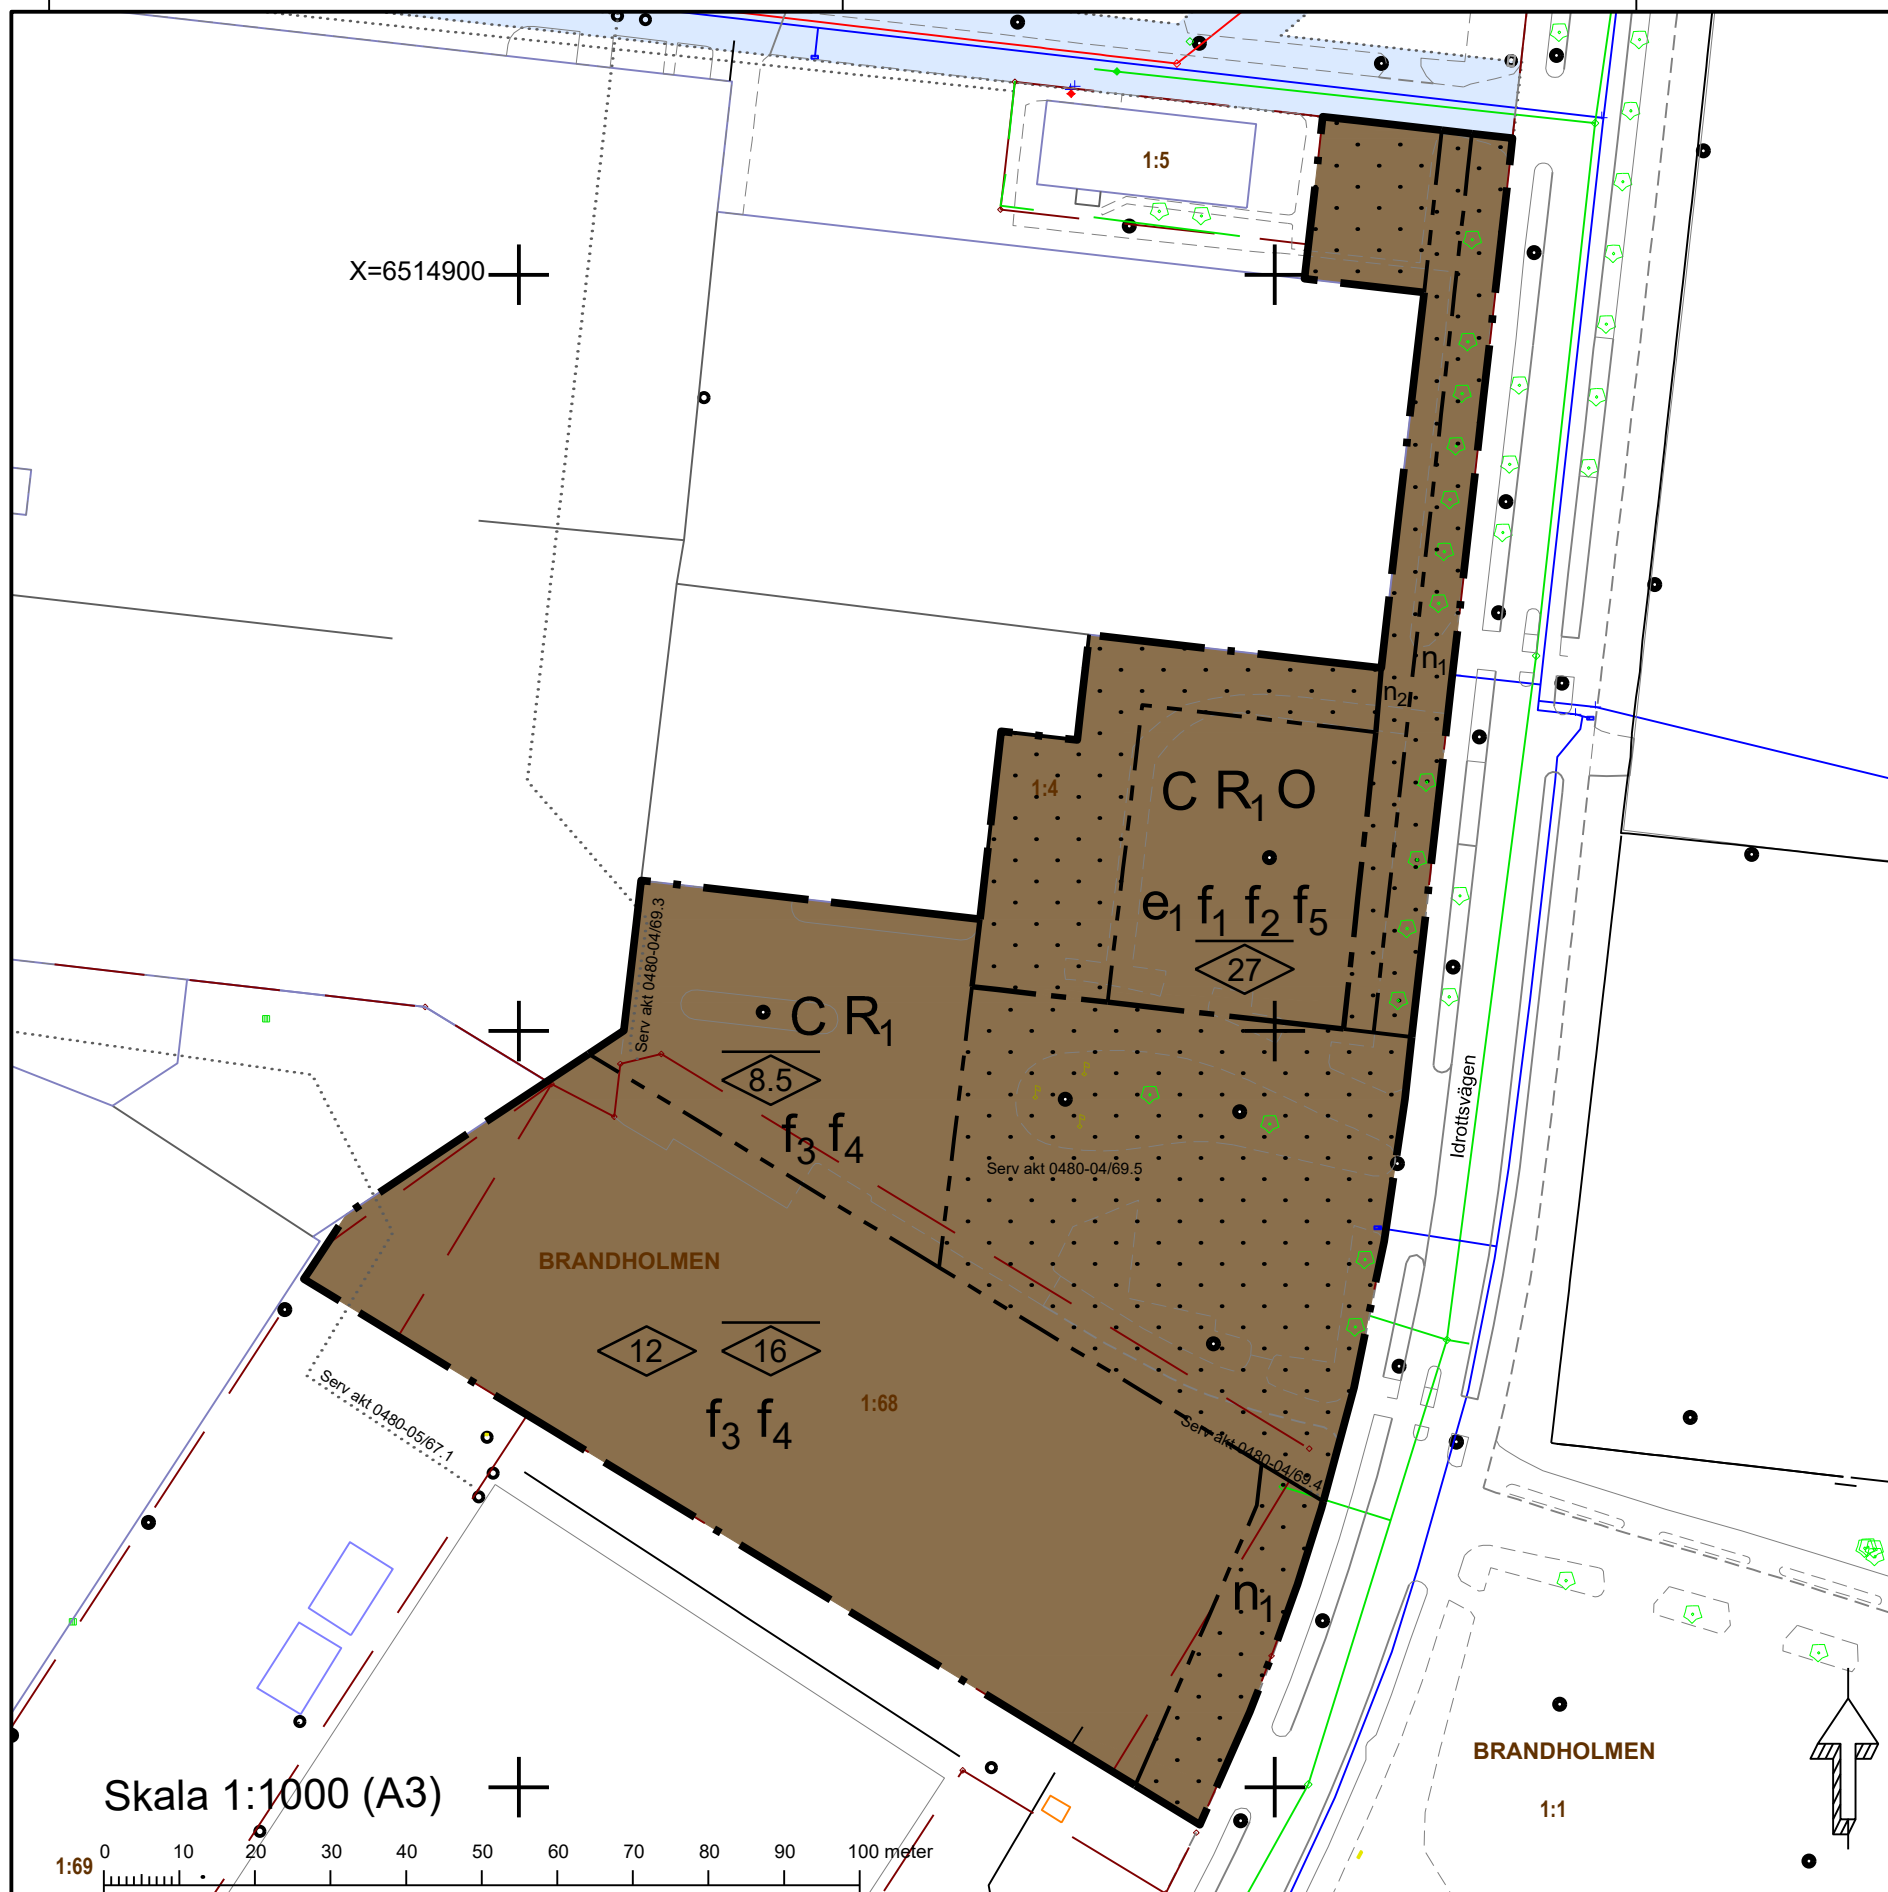 1:5
X=6514900
n1
n2
1:4
C R1 O
e1 f1 f2 f5
27
Serv akt 0480-04/69.3
C R1
8.5
f3 f4
Idrottsvägen
Serv akt 0480-04/69.5
BRANDHOLMEN
12 16
f3 f4
1:68
Serv akt 0480-05/67.1
Serv akt 0480-04/69.4
n1
BRANDHOLMEN
1:1
Skala 1:1000 (A3)
0 10 20 30 40 50 60 70 80 90 100 meter
1:69